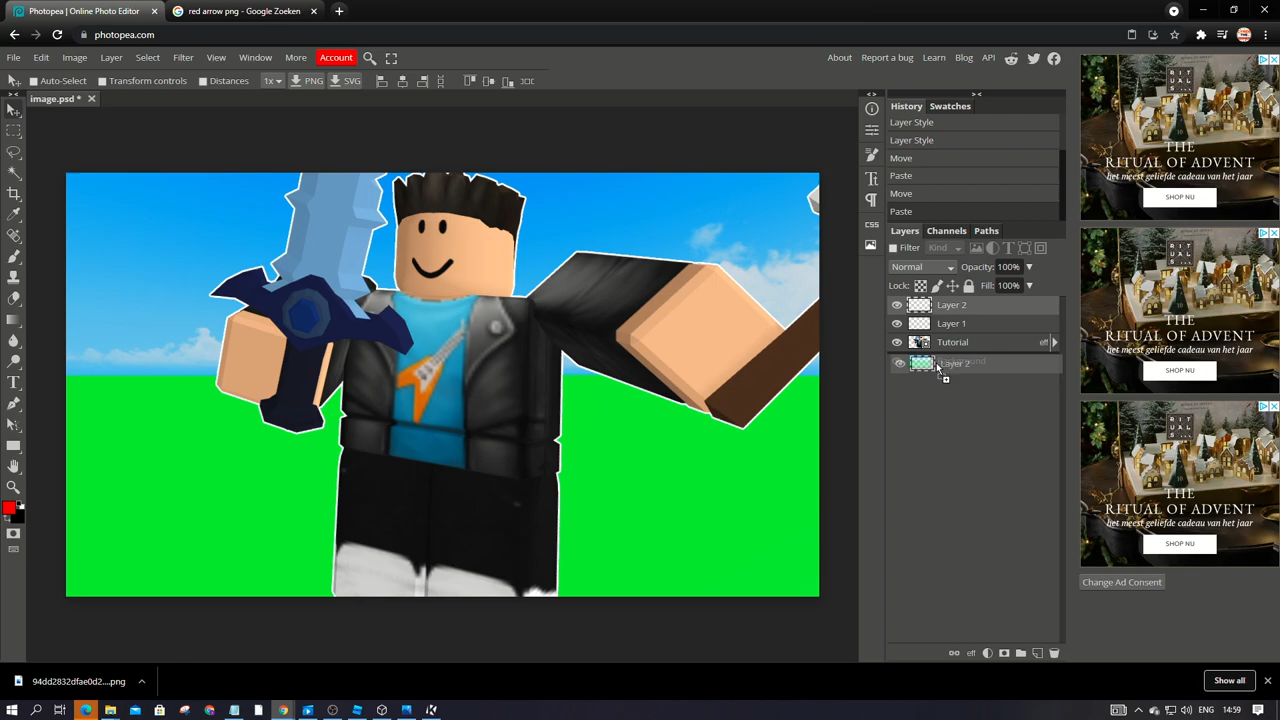 Photopea | Online Photo Editor
red arrow png - Google Zoeken
photopea.com
File Edit Image Layer Select Filter View Window More Account
About Report a bug Learn Blog API
Auto-Select Transform controls Distances 1x PNG SVG
image.psd *
History Swatches
Layer Style
Layer Style
Move
Paste
Move
Paste
Layers Channels Paths
Filter Kind
Normal Opacity: 100%
Lock: Fill: 100%
Layer 2
Layer 1
Tutorial eff
Layer 2
eff
CSS
RITUALS
THE
RITUAL OF ADVENT
het meest geliefde cadeau van het jaar
SHOP NU
RITUALS
THE
RITUAL OF ADVENT
het meest geliefde cadeau van het jaar
SHOP NU
RITUALS
THE
RITUAL OF ADVENT
het meest geliefde cadeau van het jaar
SHOP NU
Change Ad Consent
94dd2832dfae0d2....png
Show all
ENG 14:59